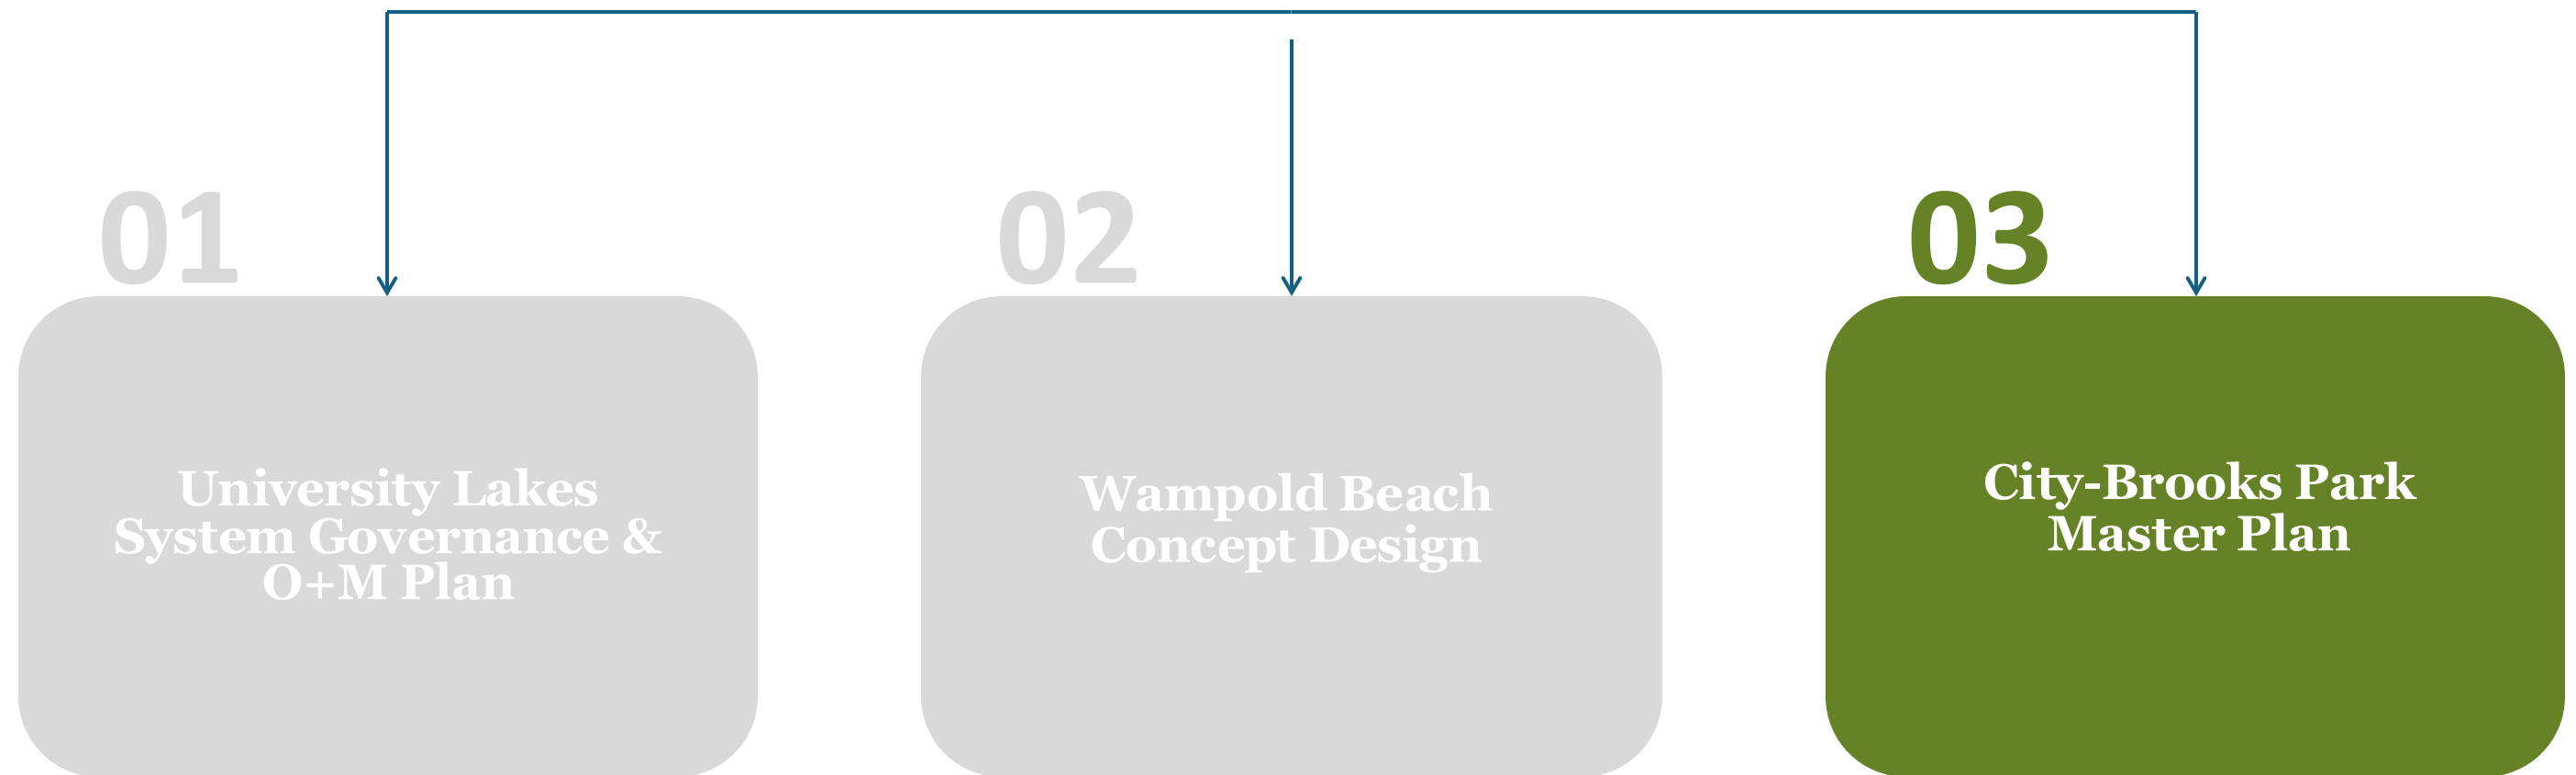 01
University Lakes
System Governance &
O+M Plan
02
Wampold Beach
Concept Design
03
City-Brooks Park
Master Plan